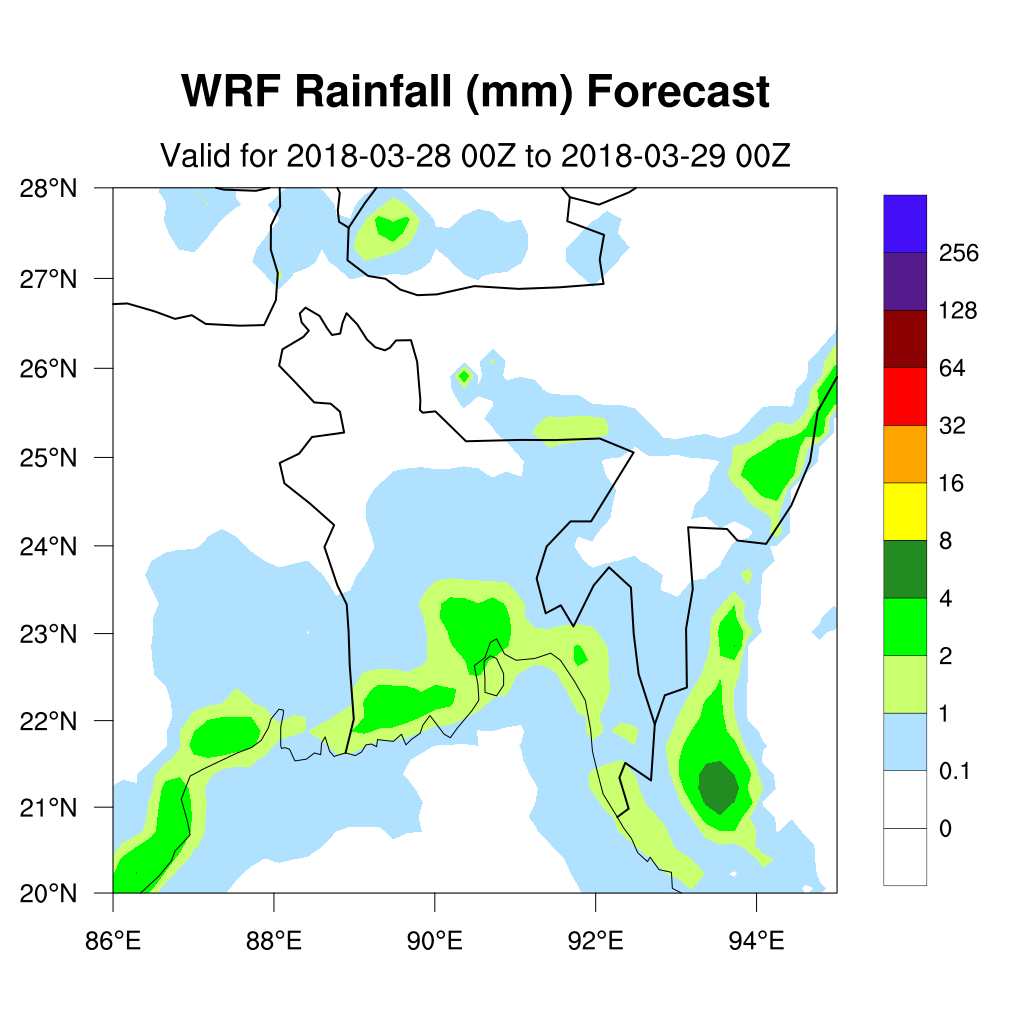 WRF Rainfall (mm) Forecast
Valid for 2018-03-28 00Z to 2018-03-29 00Z
28°N
27°N
26°N
25°N
24°N
23°N
22°N
21°N
20°N
86°E 88°E 90°E 92°E 94°E
256
128
64
32
16
8
4
2
1
0.1
0